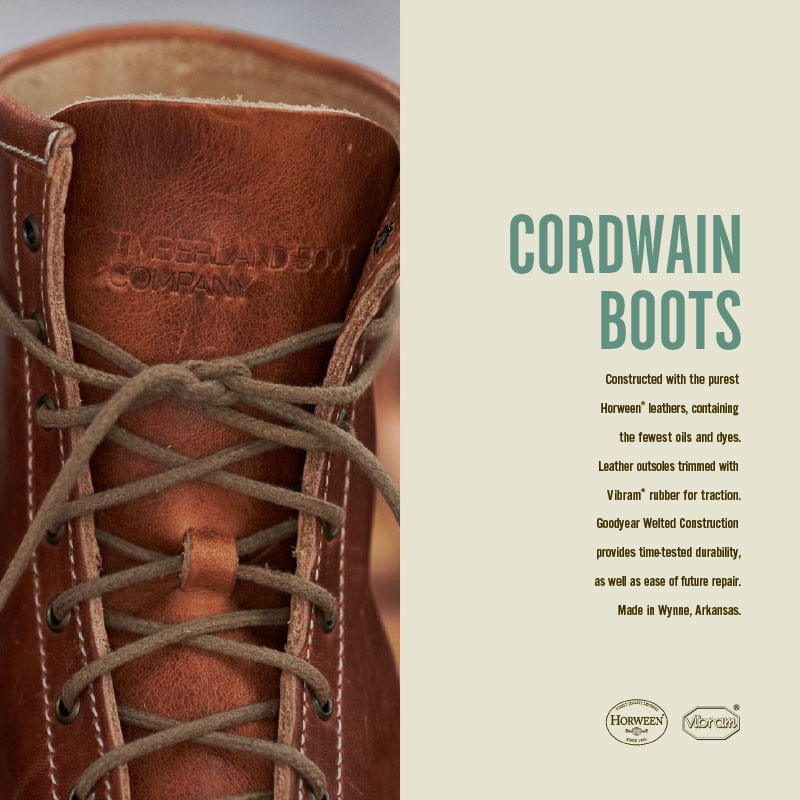 TIMBERLAND BOOT
COMPANY
CORDWAIN
BOOTS
Constructed with the purest
Horween® leathers, containing
the fewest oils and dyes.
Leather outsoles trimmed with
Vibram® rubber for traction.
Goodyear Welted Construction
provides time-tested durability,
as well as ease of future repair.
Made in Wynne, Arkansas.
HORWEEN
SINCE 1905
vibram®